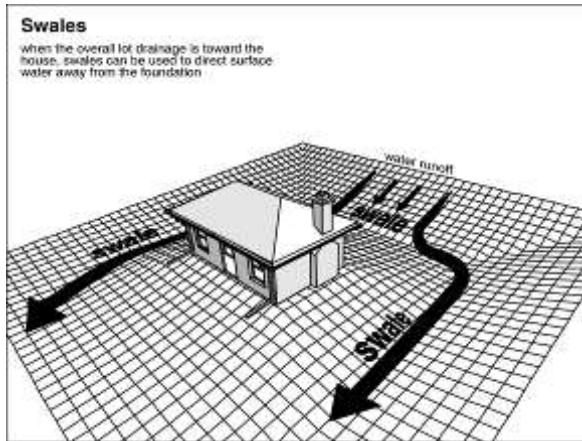 Swales
when the overall lot drainage is toward the
house, swales can be used to direct surface
water away from the foundation
water runoff
swale
swale
Swale